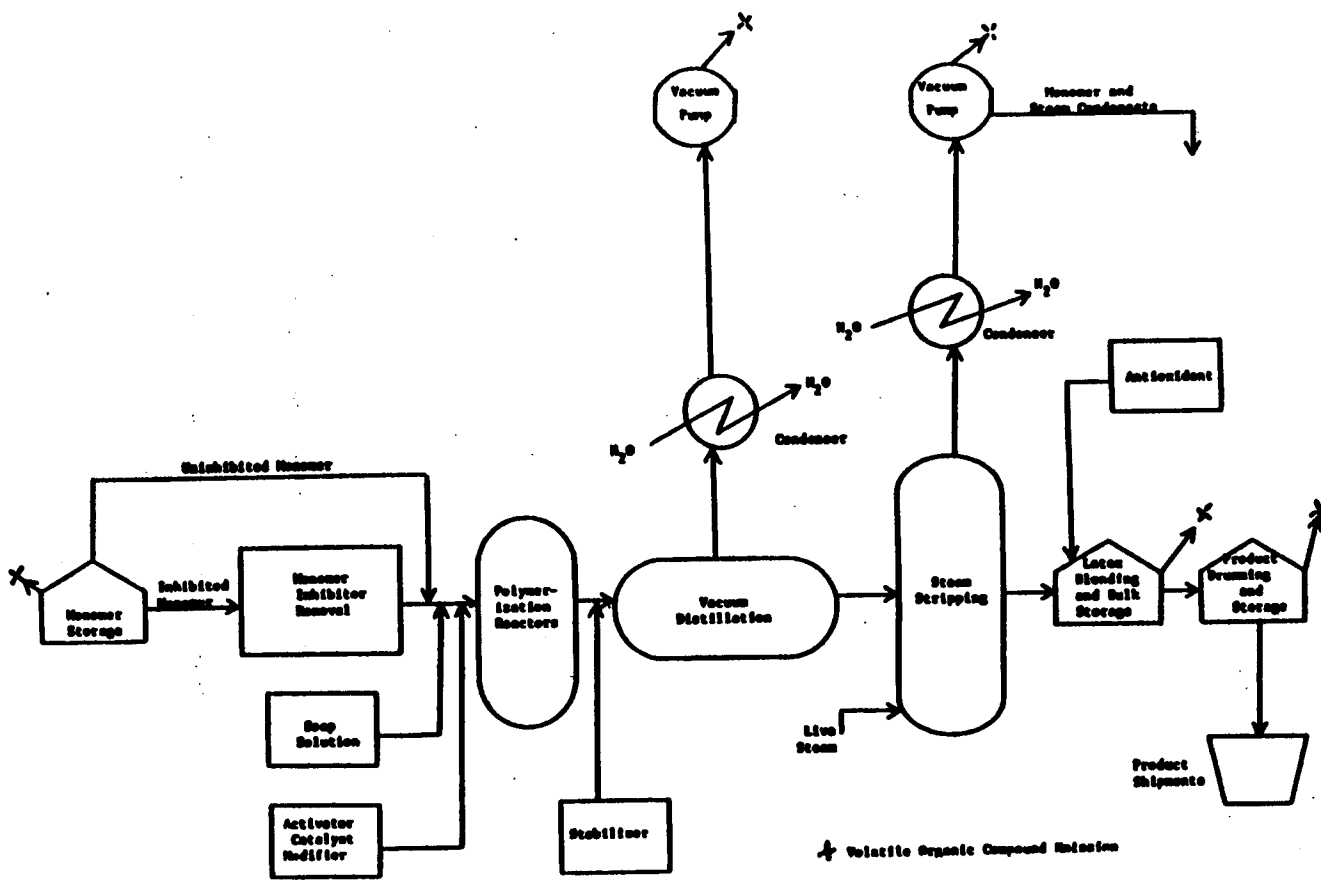 Vacuum
Pump
Vacuum
Pump
Monomer and
Steam Condensate
H2O
H2O
Condenser
H2O
H2O
Condenser
Antioxidant
Uninhibited Monomer
Inhibited
Monomer
Monomer
Storage
Monomer
Inhibitor
Removal
Polymer-
ization
Reactors
Vacuum
Distillation
Steam
Stripping
Latex
Blending
and Bulk
Storage
Product
Drumming
and
Storage
Soap
Solution
Live
Steam
Product
Shipments
Activator
Catalyst
Modifier
Stabilizer
Volatile Organic Compound Emission